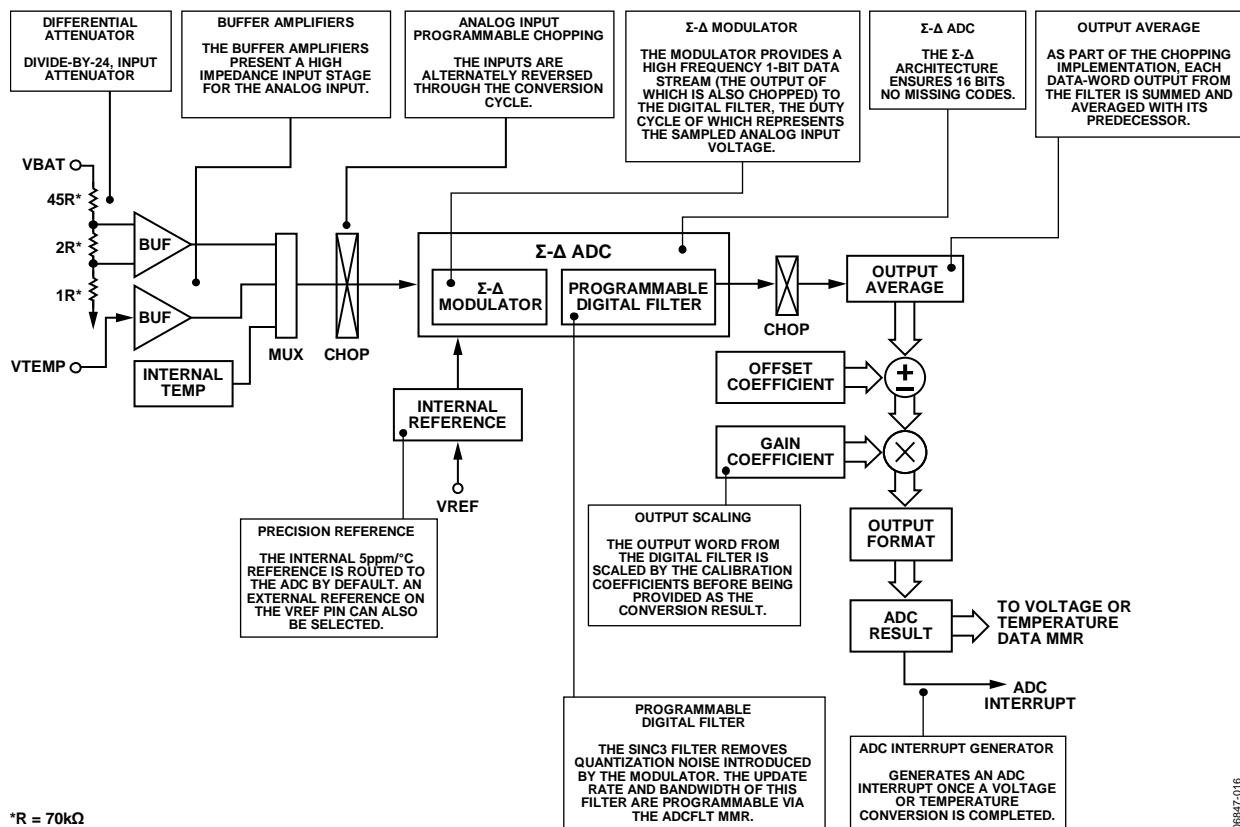 DIFFERENTIAL
ATTENUATOR
DIVIDE-BY-24, INPUT
ATTENUATOR
BUFFER AMPLIFIERS
THE BUFFER AMPLIFIERS
PRESENT A HIGH
IMPEDANCE INPUT STAGE
FOR THE ANALOG INPUT.
ANALOG INPUT
PROGRAMMABLE CHOPPING
THE INPUTS ARE
ALTERNATELY REVERSED
THROUGH THE CONVERSION
CYCLE.
Σ-Δ MODULATOR
THE MODULATOR PROVIDES A
HIGH FREQUENCY 1-BIT DATA
STREAM (THE OUTPUT OF
WHICH IS ALSO CHOPPED) TO
THE DIGITAL FILTER, THE DUTY
CYCLE OF WHICH REPRESENTS
THE SAMPLED ANALOG INPUT
VOLTAGE.
Σ-Δ ADC
THE Σ-Δ
ARCHITECTURE
ENSURES 16 BITS
NO MISSING CODES.
OUTPUT AVERAGE
AS PART OF THE CHOPPING
IMPLEMENTATION, EACH
DATA-WORD OUTPUT FROM
THE FILTER IS SUMMED AND
AVERAGED WITH ITS
PREDECESSOR.
VBAT
45R*
2R*
1R*
BUF
BUF
VTEMP
INTERNAL
TEMP
MUX
CHOP
Σ-Δ ADC
Σ-Δ
MODULATOR
PROGRAMMABLE
DIGITAL FILTER
CHOP
OUTPUT
AVERAGE
INTERNAL
REFERENCE
VREF
OFFSET
COEFFICIENT
+
−
GAIN
COEFFICIENT
×
OUTPUT
FORMAT
ADC
RESULT
TO VOLTAGE OR
TEMPERATURE
DATA MMR
ADC
INTERRUPT
PRECISION REFERENCE
THE INTERNAL 5ppm/°C
REFERENCE IS ROUTED TO
THE ADC BY DEFAULT. AN
EXTERNAL REFERENCE ON
THE VREF PIN CAN ALSO
BE SELECTED.
OUTPUT SCALING
THE OUTPUT WORD FROM
THE DIGITAL FILTER IS
SCALED BY THE CALIBRATION
COEFFICIENTS BEFORE BEING
PROVIDED AS THE
CONVERSION RESULT.
PROGRAMMABLE
DIGITAL FILTER
THE SINC3 FILTER REMOVES
QUANTIZATION NOISE INTRODUCED
BY THE MODULATOR. THE UPDATE
RATE AND BANDWIDTH OF THIS
FILTER ARE PROGRAMMABLE VIA
THE ADCFLT MMR.
ADC INTERRUPT GENERATOR
GENERATES AN ADC
INTERRUPT ONCE A VOLTAGE
OR TEMPERATURE
CONVERSION IS COMPLETED.
*R = 70kΩ
06847-016